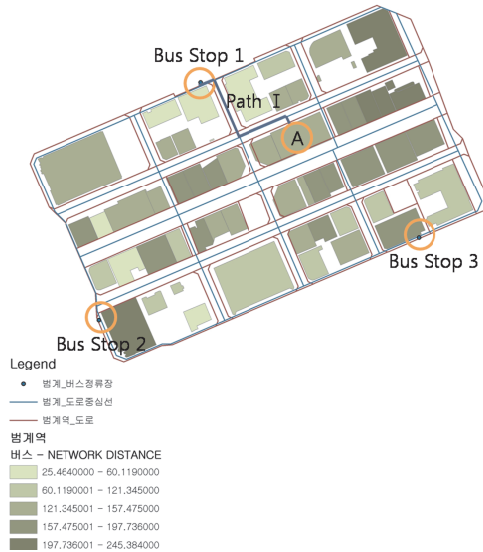 Bus Stop 1
Path I
A
Bus Stop 3
Bus Stop 2
Legend
범계_버스정류장
범계_도로중심선
범계역_도로
범계역
버스 - NETWORK DISTANCE
25.4640000 - 60.1190000
60.1190001 - 121.345000
121.345001 - 157.475000
157.475001 - 197.736000
197.736001 - 245.384000